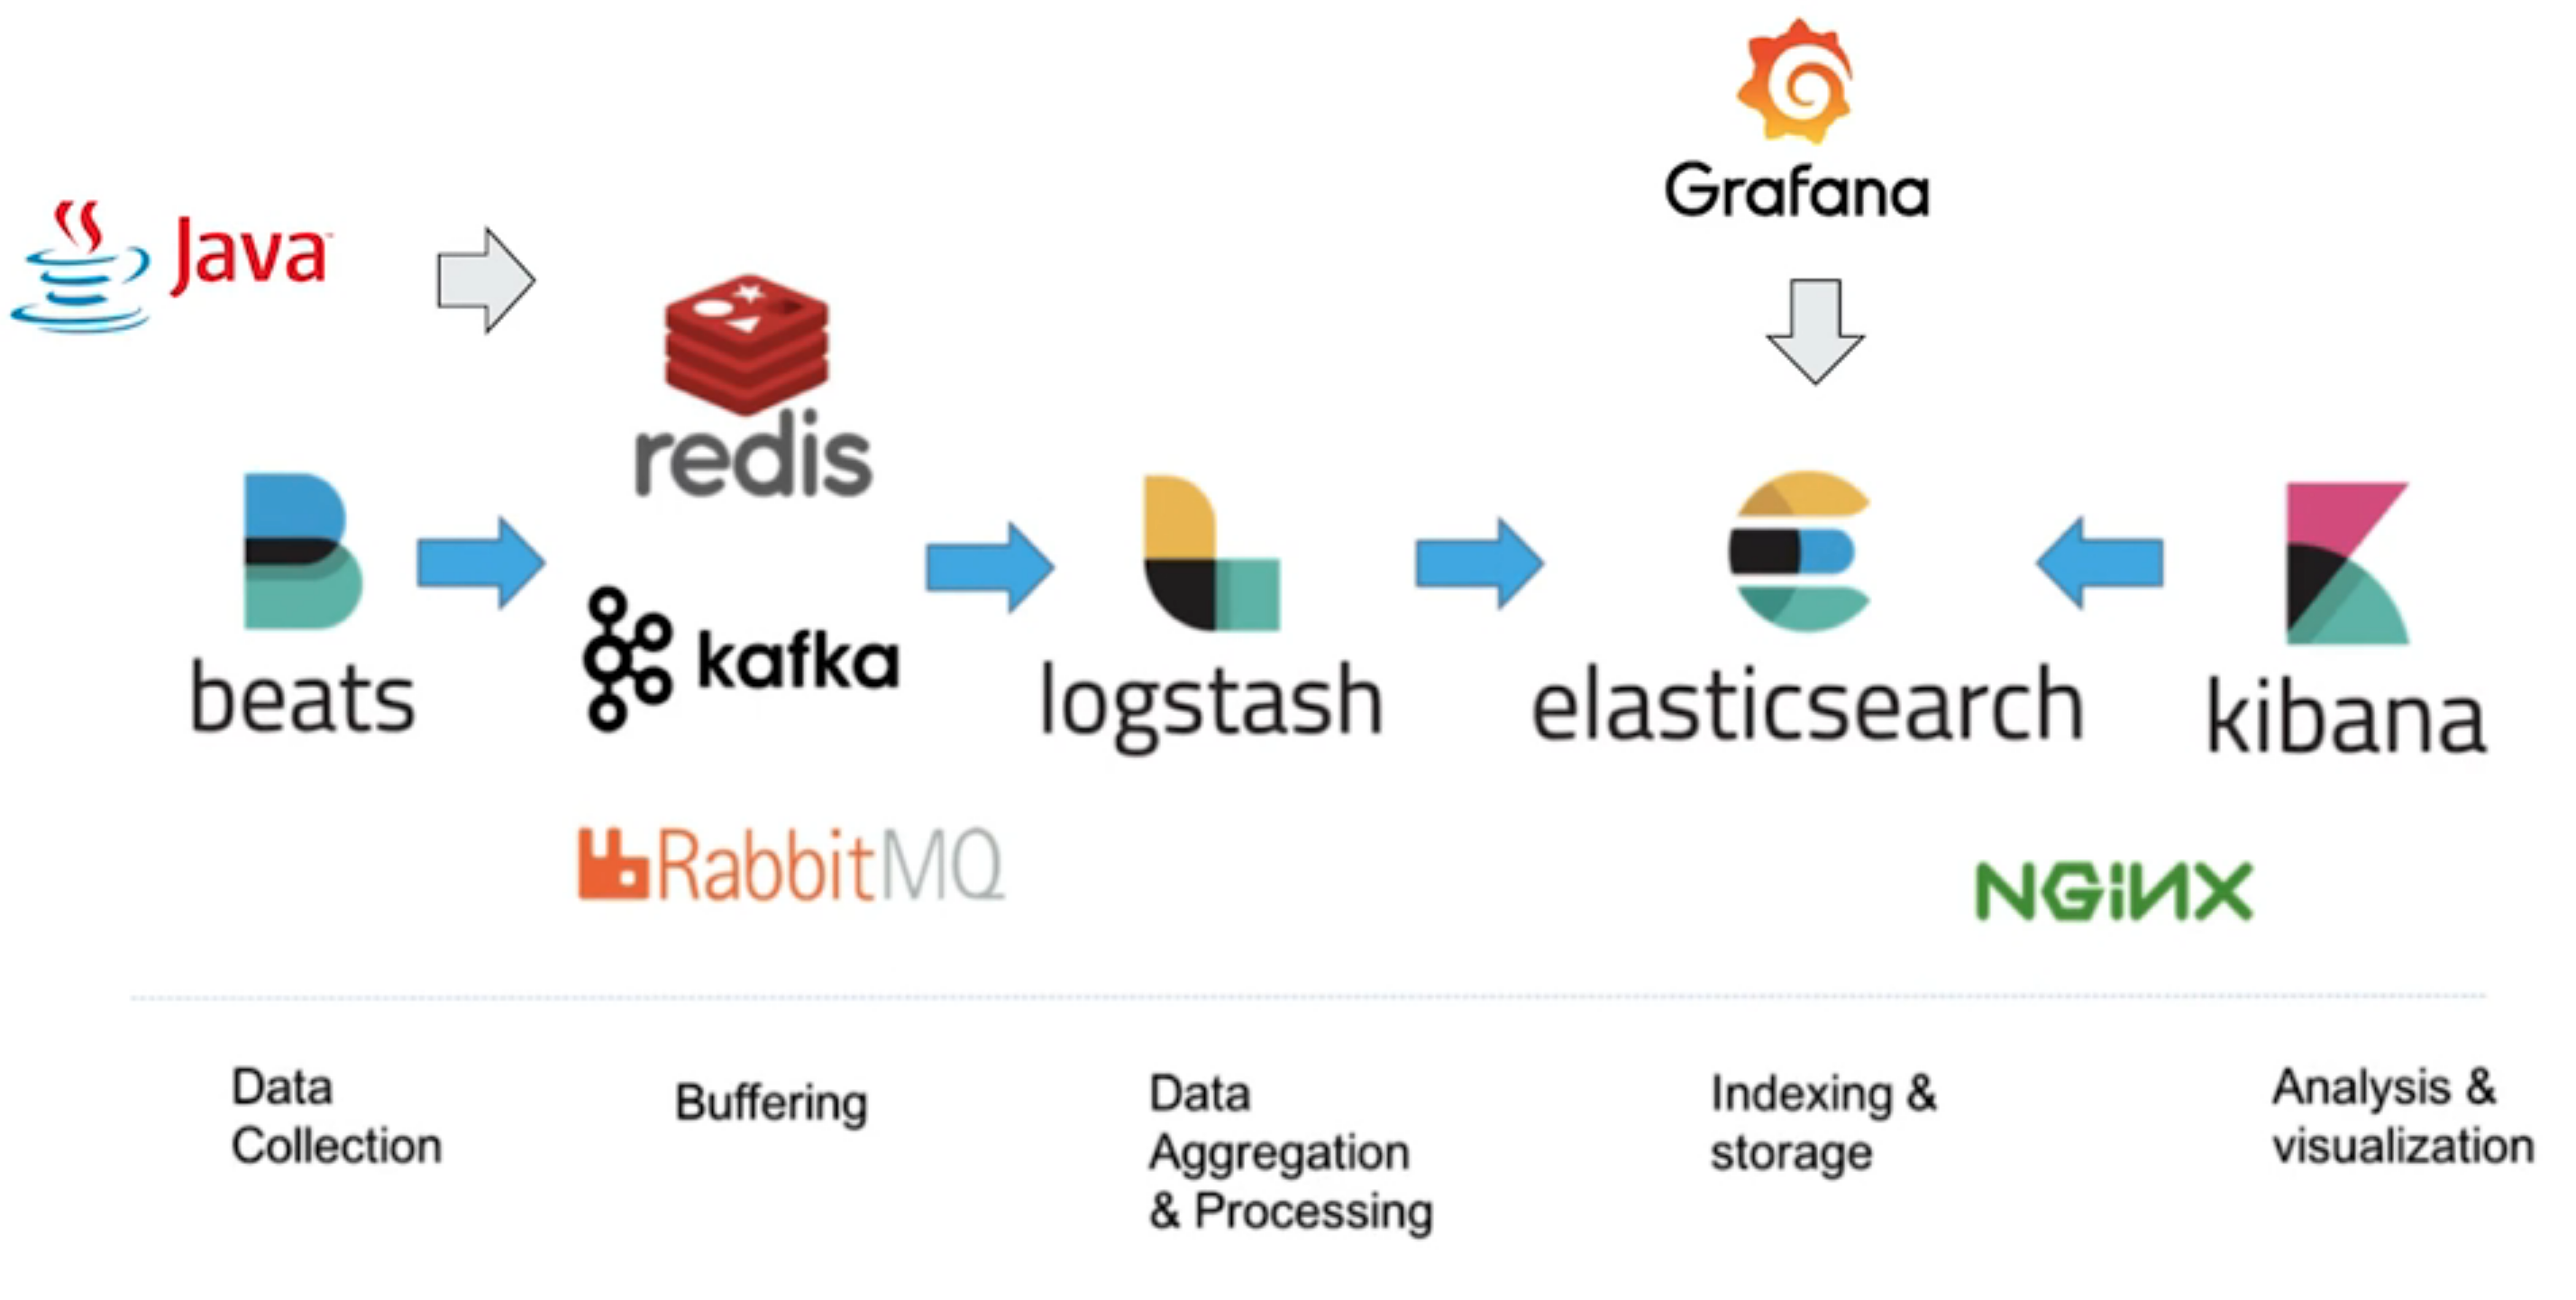 Grafana
Java
redis
beats
kafka
logstash
elasticsearch
kibana
RabbitMQ
NGiNX
Data
Collection
Buffering
Data
Aggregation
& Processing
Indexing &
storage
Analysis &
visualization